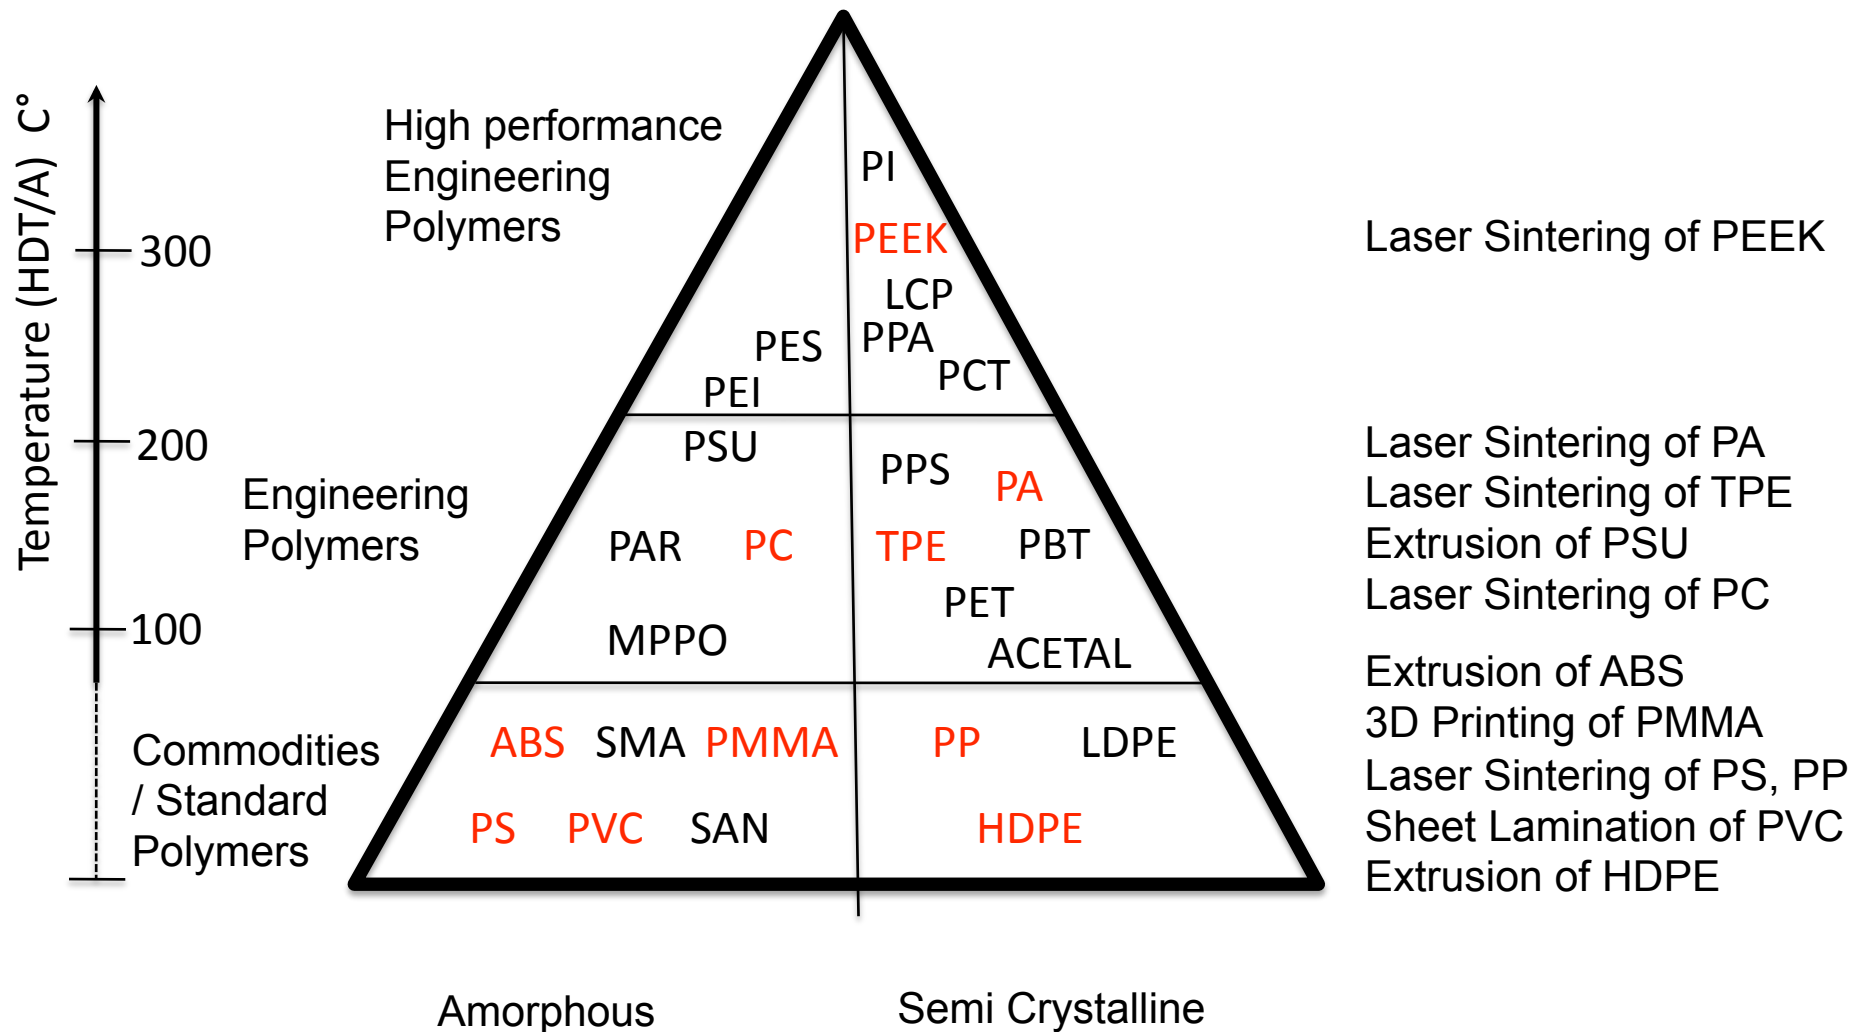 Temperature (HDT/A) C°
300
200
100
High performance
Engineering
Polymers
Engineering
Polymers
Commodities
/ Standard
Polymers
PI
PEEK
LCP
PES
PPA
PCT
PEI
PSU
PPS
PA
PAR
PC
TPE
PBT
PET
MPPO
ACETAL
ABS
SMA
PMMA
PP
LDPE
PS
PVC
SAN
HDPE
Laser Sintering of PEEK
Laser Sintering of PA
Laser Sintering of TPE
Extrusion of PSU
Laser Sintering of PC
Extrusion of ABS
3D Printing of PMMA
Laser Sintering of PS, PP
Sheet Lamination of PVC
Extrusion of HDPE
Amorphous
Semi Crystalline